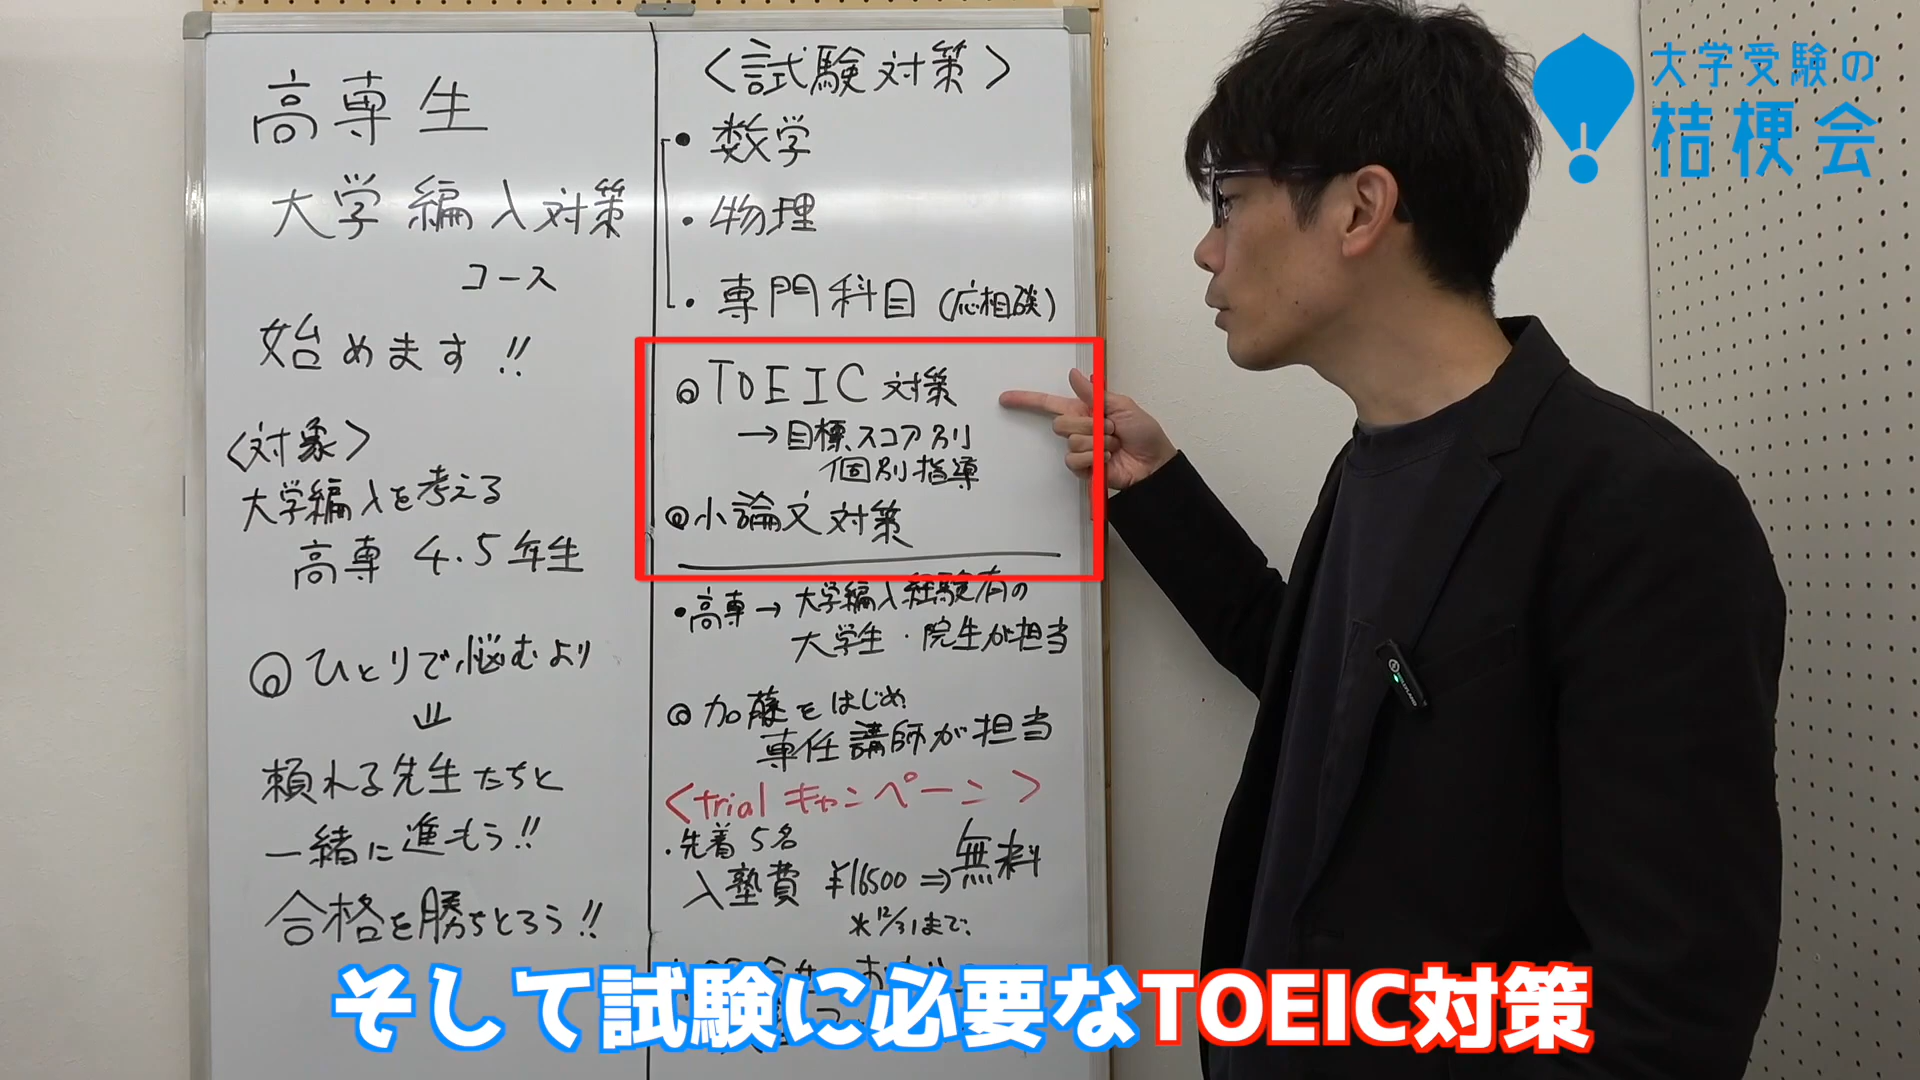 高専生
大学編入対策
コース
始めます!!
<対象>
大学編入を考える
高専 4.5年生
◎ひとりで悩むより
⇓
頼れる先生たちと
一緒に進もう!!
合格を勝ちとろう!!
<試験対策>
・数学
・物理
・専門科目(応相談)
◎TOEIC対策
→目標スコア別
個別指導
◎小論文対策
・高専→大学編入経験有の
大学生・院生が担当
◎加藤をはじめ
専任講師が担当
<trialキャンペーン>
・先着5名
入塾費 ¥16500⇒無料
※12/31まで。
大学受験の
桔梗会
そして試験に必要なTOEIC対策